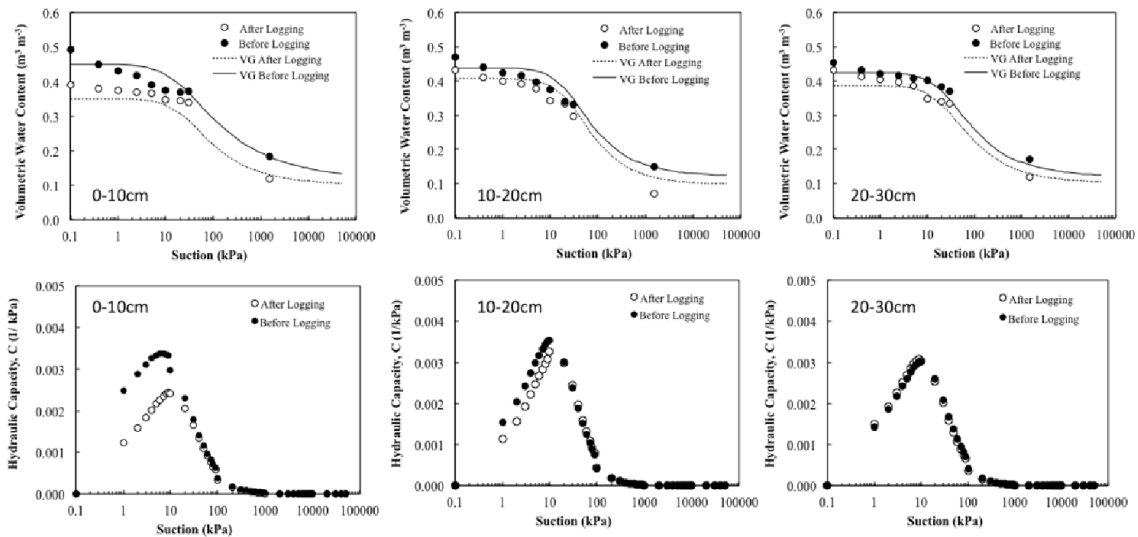 Volumetric Water Content (m³ m⁻³)
0.6
0.5
0.4
0.3
0.2
0.1
0.0
After Logging
Before Logging
VG After Logging
VG Before Logging
0-10cm
0.1 1 10 100 1000 10000 100000
Suction (kPa)
Volumetric Water Content (m³ m⁻³)
0.6
0.5
0.4
0.3
0.2
0.1
0.0
After Logging
Before Logging
VG After Logging
VG Before Logging
10-20cm
0.1 1 10 100 1000 10000 100000
Suction (kPa)
Volumetric Water Content (m³ m⁻³)
0.6
0.5
0.4
0.3
0.2
0.1
0.0
After Logging
Before Logging
VG After Logging
VG Before Logging
20-30cm
0.1 1 10 100 1000 10000 100000
Suction (kPa)
Hydraulic Capacity, C (1/ kPa)
0.005
0.004
0.003
0.002
0.001
0.000
0-10cm
After Logging
Before Logging
0.1 1 10 100 1000 10000 100000
Suction (kPa)
Hydraulic Capacity, C (1/kPa)
0.005
0.004
0.003
0.002
0.001
0.000
10-20cm
After Logging
Before Logging
0.1 1 10 100 1000 10000 100000
Suction (kPa)
Hydraulic Capacity, C (1/kPa)
0.005
0.004
0.003
0.002
0.001
0.000
20-30cm
After Logging
Before Logging
0.1 1 10 100 1000 10000 100000
Suction (kPa)